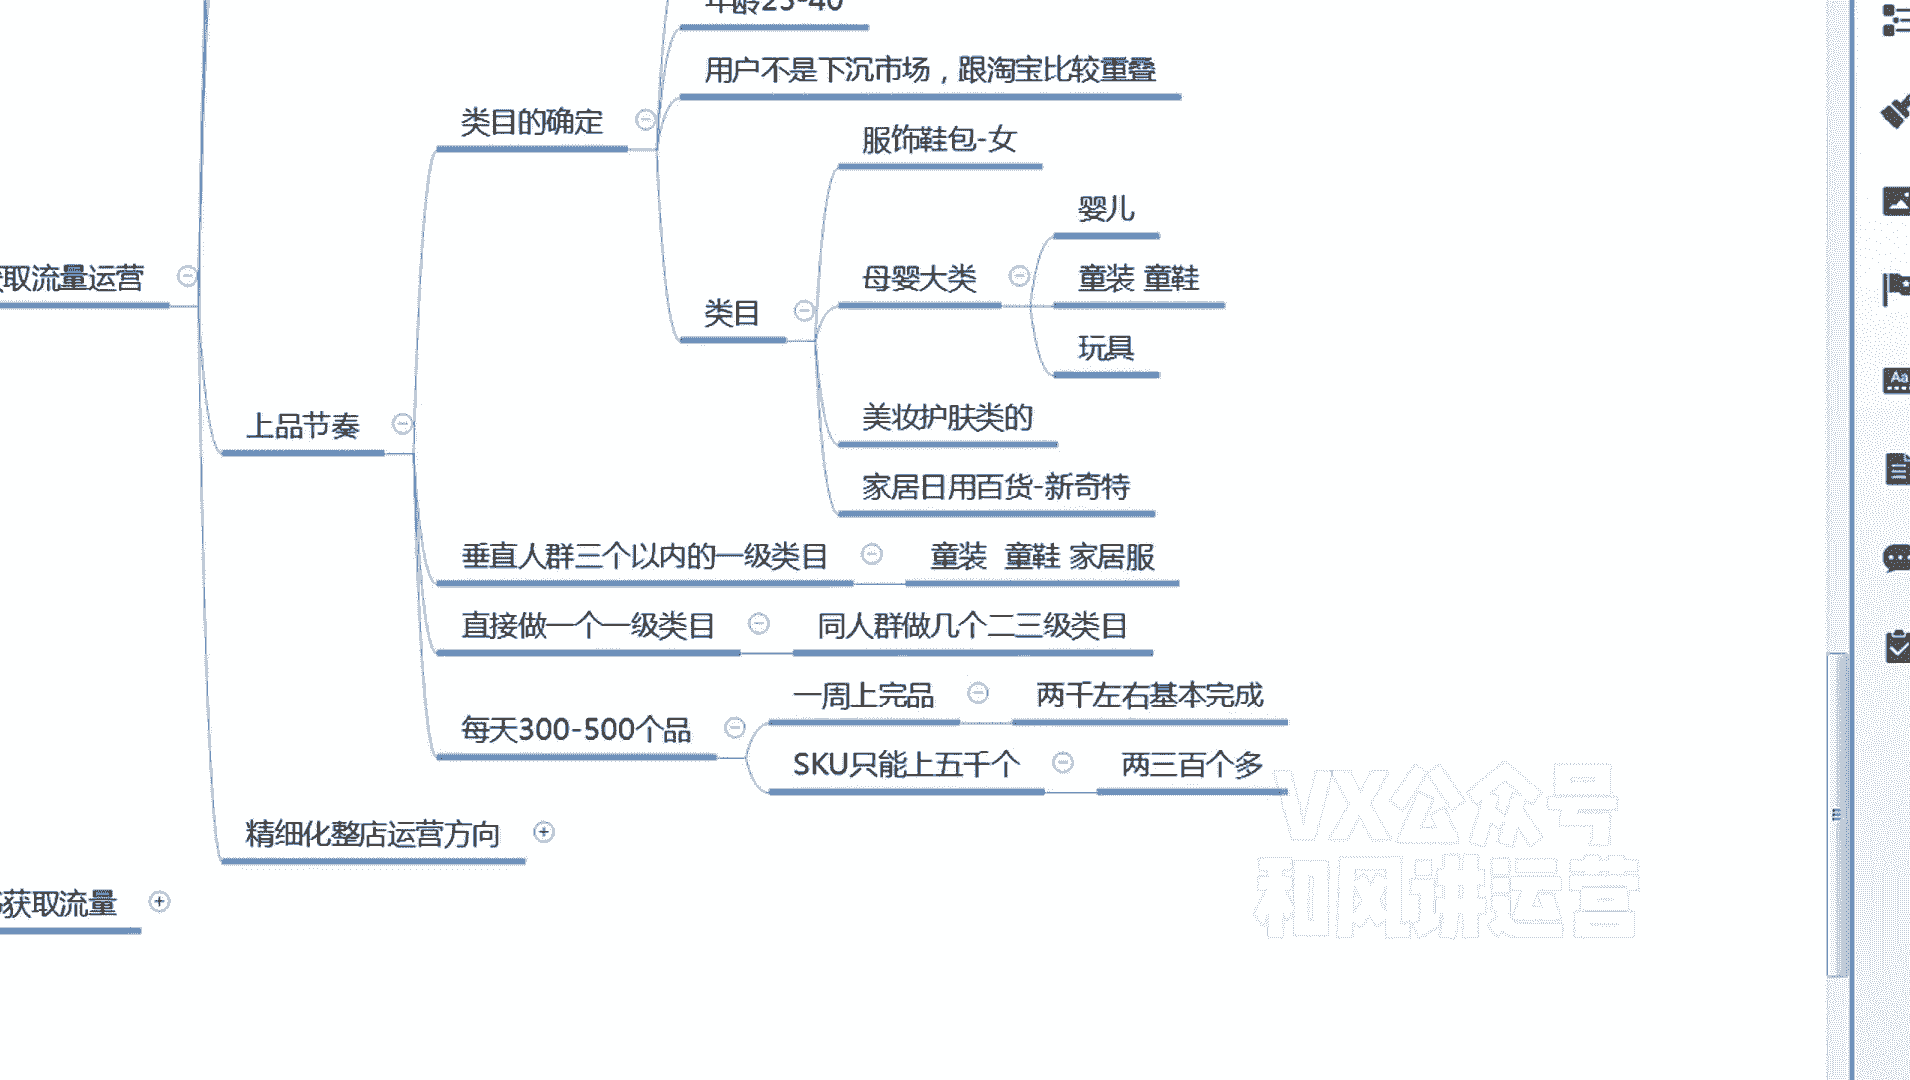 年龄25-40
用户不是下沉市场，跟淘宝比较重叠
类目的确定
服饰鞋包-女
婴儿
取流量运营
母婴大类
童装 童鞋
类目
玩具
上品节奏
美妆护肤类的
家居日用百货-新奇特
垂直人群三个以内的一级类目
童装 童鞋 家居服
直接做一个一级类目
同人群做几个二三级类目
一周上完品
两千左右基本完成
每天300-500个品
SKU只能上五千个
两三百个多
VX公众号
和风讲运营
精细化整店运营方向
获取流量
Aa